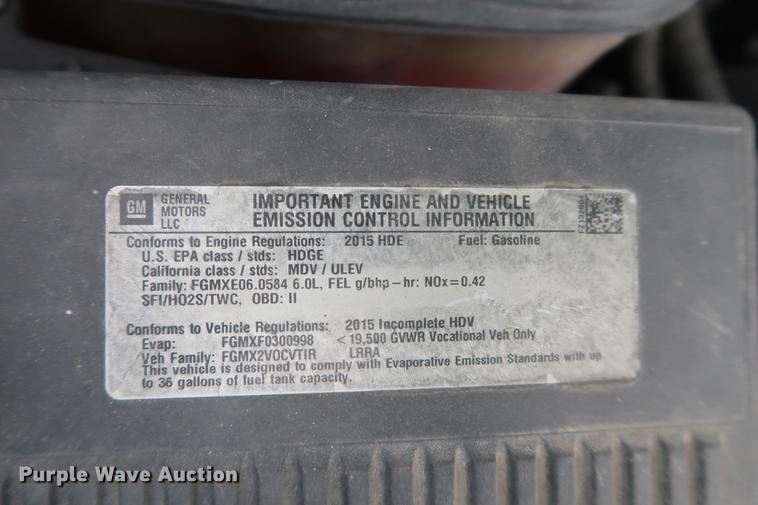 GM GENERAL MOTORS LLC
IMPORTANT ENGINE AND VEHICLE
EMISSION CONTROL INFORMATION
Conforms to Engine Regulations: 2015 HDE Fuel: Gasoline
U.S. EPA class / stds: HDGE
California class / stds: MDV / ULEV
Family: FGMXE06.0584 6.0L, FEL g/bhp-hr: NOx=0.42
SFI/HO2S/TWC, OBD: II
Conforms to Vehicle Regulations: 2015 Incomplete HDV
Evap: FGMXF0300998 <19,500 GVWR Vocational Veh Only
Veh Family: FGMX2VOCVTIR LRRA
This vehicle is designed to comply with Evaporative Emission Standards with up
to 36 gallons of fuel tank capacity.
Purple Wave Auction